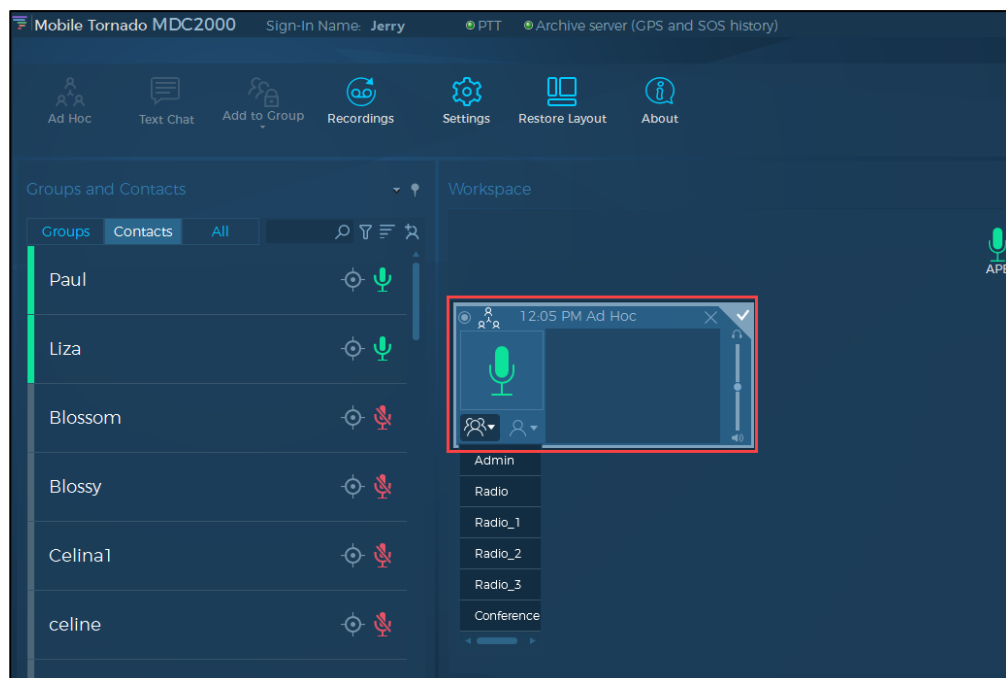 Mobile Tornado MDC2000 Sign-In Name: Jerry PTT Archive server (GPS and SOS history)
Ad Hoc Text Chat Add to Group Recordings Settings Restore Layout About
Groups and Contacts
Groups Contacts All
Paul
Liza
Blossom
Blossy
Celina1
celine
Workspace
APE
12:05 PM Ad Hoc
Admin
Radio
Radio_1
Radio_2
Radio_3
Conference